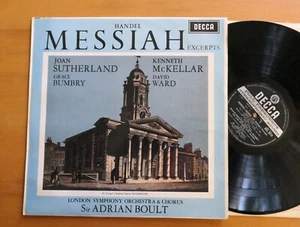 HANDEL
DECCA
MESSIAH
EXCERPTS
JOAN
SUTHERLAND
KENNETH
McKELLAR
GRACE
BUMBRY
DAVID
WARD
LONDON SYMPHONY ORCHESTRA & CHORUS
Sir ADRIAN BOULT
DECCA